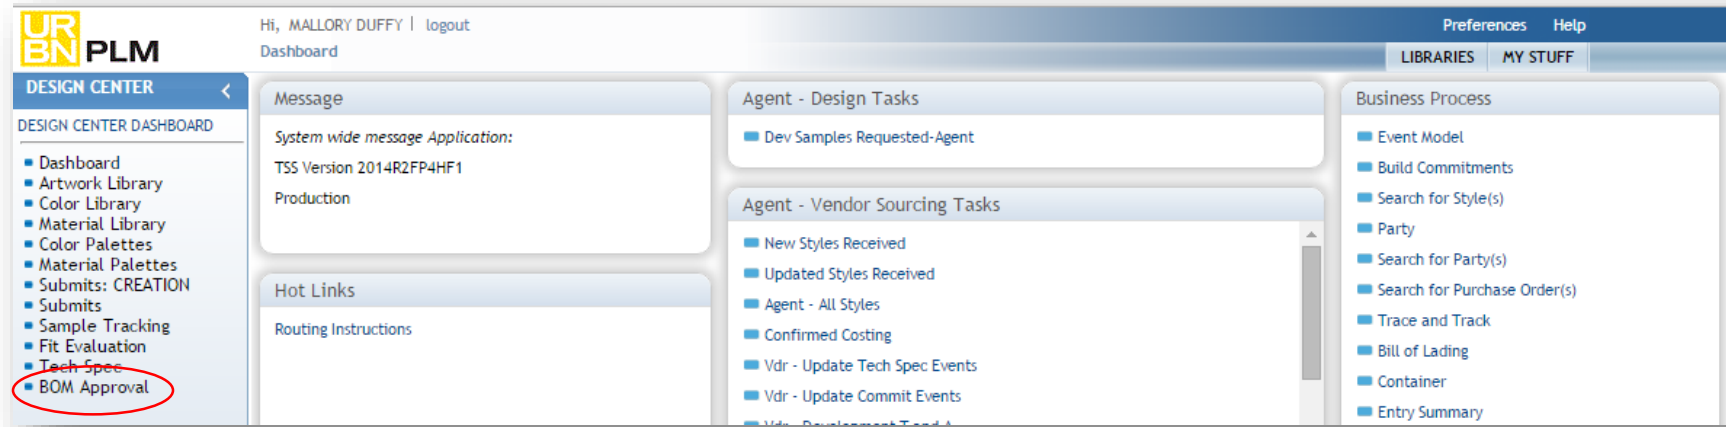 URBN PLM
Hi, MALLORY DUFFY | logout
Dashboard
Preferences Help
LIBRARIES MY STUFF
DESIGN CENTER
DESIGN CENTER DASHBOARD
Dashboard
Artwork Library
Color Library
Material Library
Color Palettes
Material Palettes
Submits: CREATION
Submits
Sample Tracking
Fit Evaluation
Tech Spec
BOM Approval
Message
System wide message Application:
TSS Version 2014R2FP4HF1
Production
Hot Links
Routing Instructions
Agent - Design Tasks
Dev Samples Requested-Agent
Agent - Vendor Sourcing Tasks
New Styles Received
Updated Styles Received
Agent - All Styles
Confirmed Costing
Vdr - Update Tech Spec Events
Vdr - Update Commit Events
Vdr - Development T and A
Business Process
Event Model
Build Commitments
Search for Style(s)
Party
Search for Party(s)
Search for Purchase Order(s)
Trace and Track
Bill of Lading
Container
Entry Summary